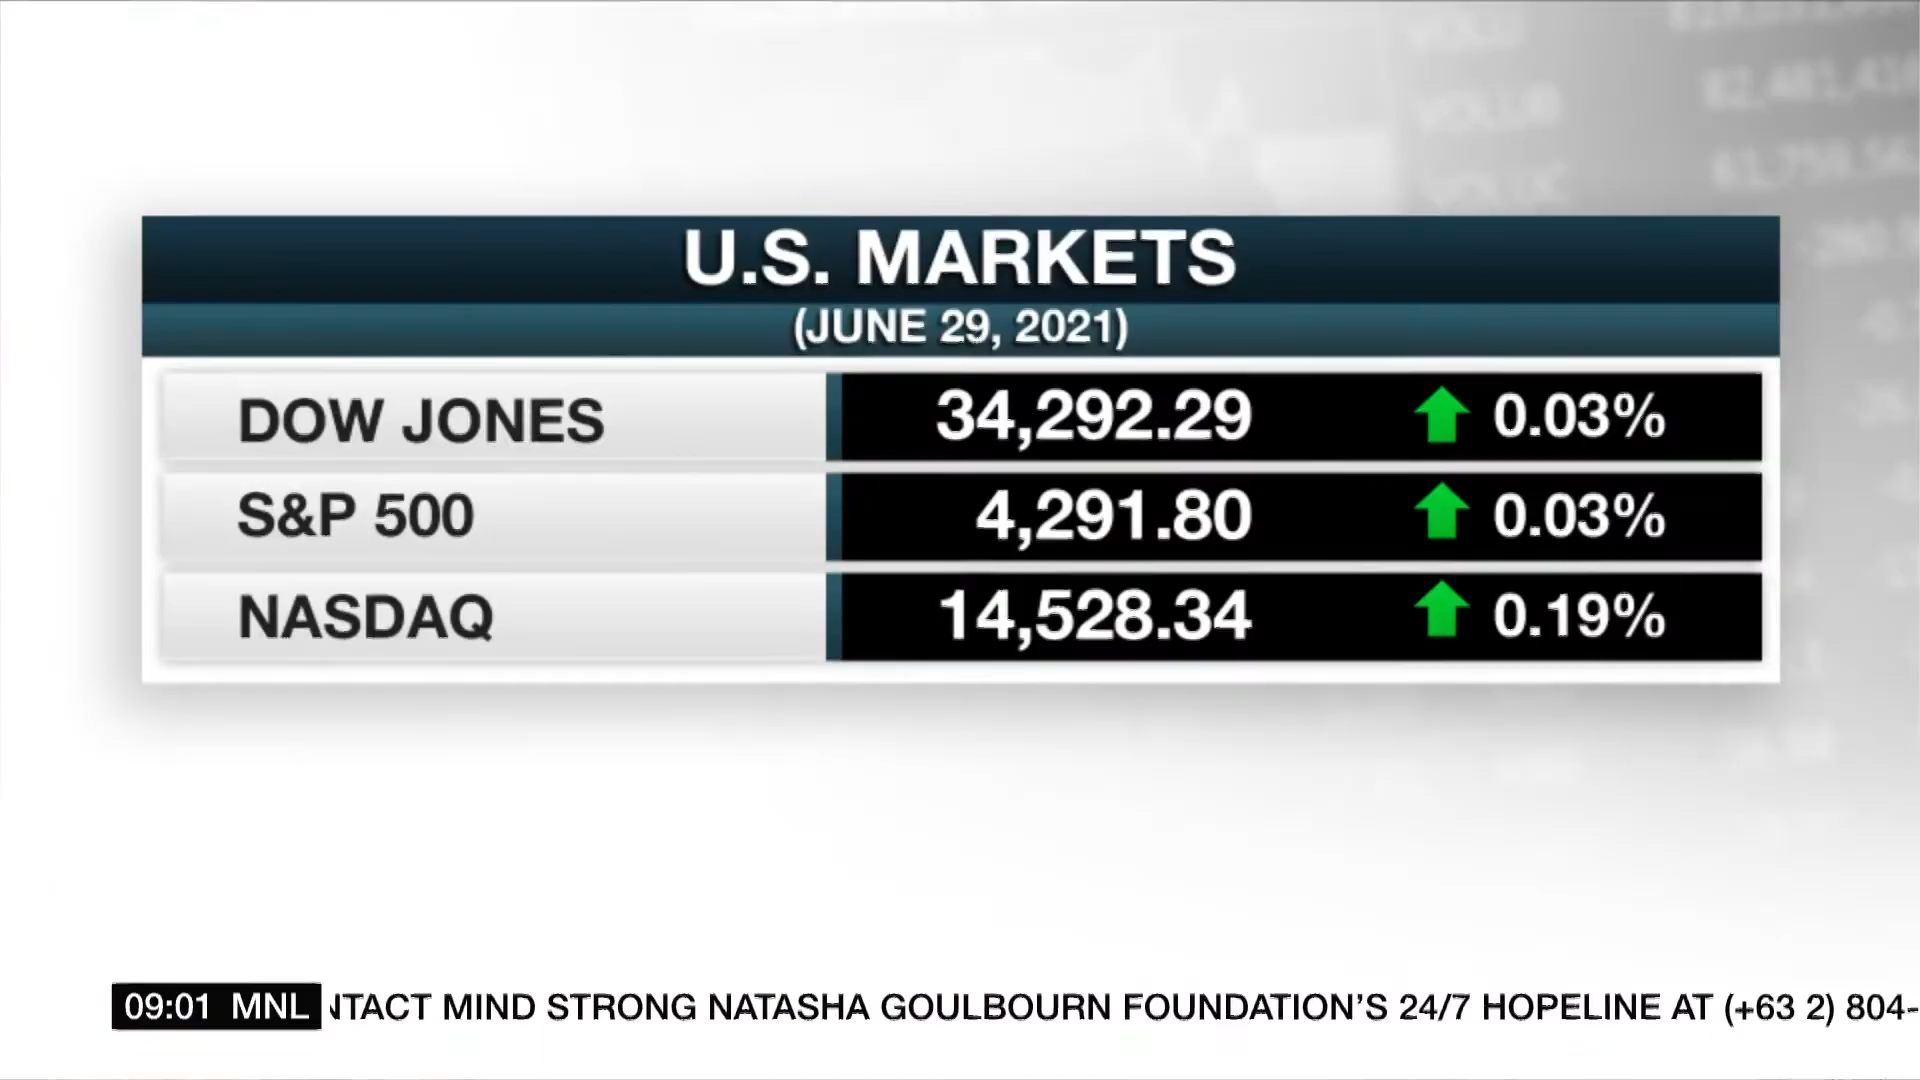 U.S. MARKETS
(JUNE 29, 2021)
DOW JONES 34,292.29 0.03%
S&P 500 4,291.80 0.03%
NASDAQ 14,528.34 0.19%
09:01 MNL NTACT MIND STRONG NATASHA GOULBOURN FOUNDATION'S 24/7 HOPELINE AT (+63 2) 804-